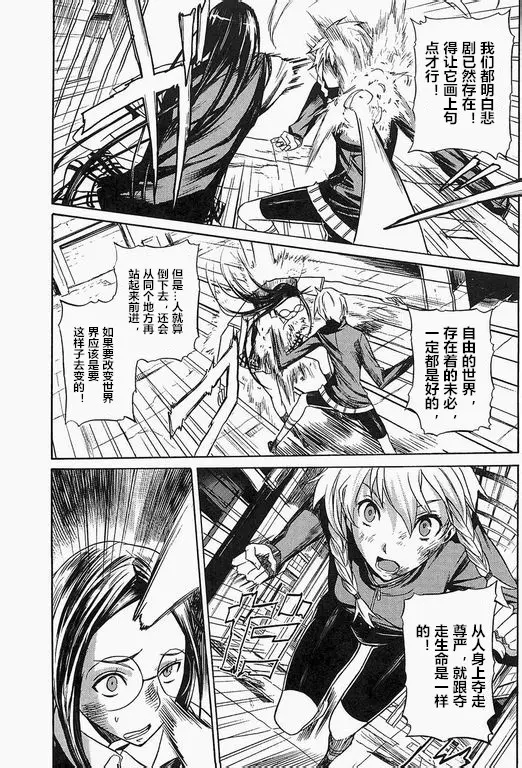 我们都明白悲
剧已然存在！
得让它画上句
点才行！
自由的世界，
存在着的未必
一定都是好的，
但是…人就算
倒下去，还会
从同个地方再
站起来前进，
如果要改变世界
界应该是要
这样子去变的！
从人身上夺走
尊严，就跟夺
走生命是一样
的！